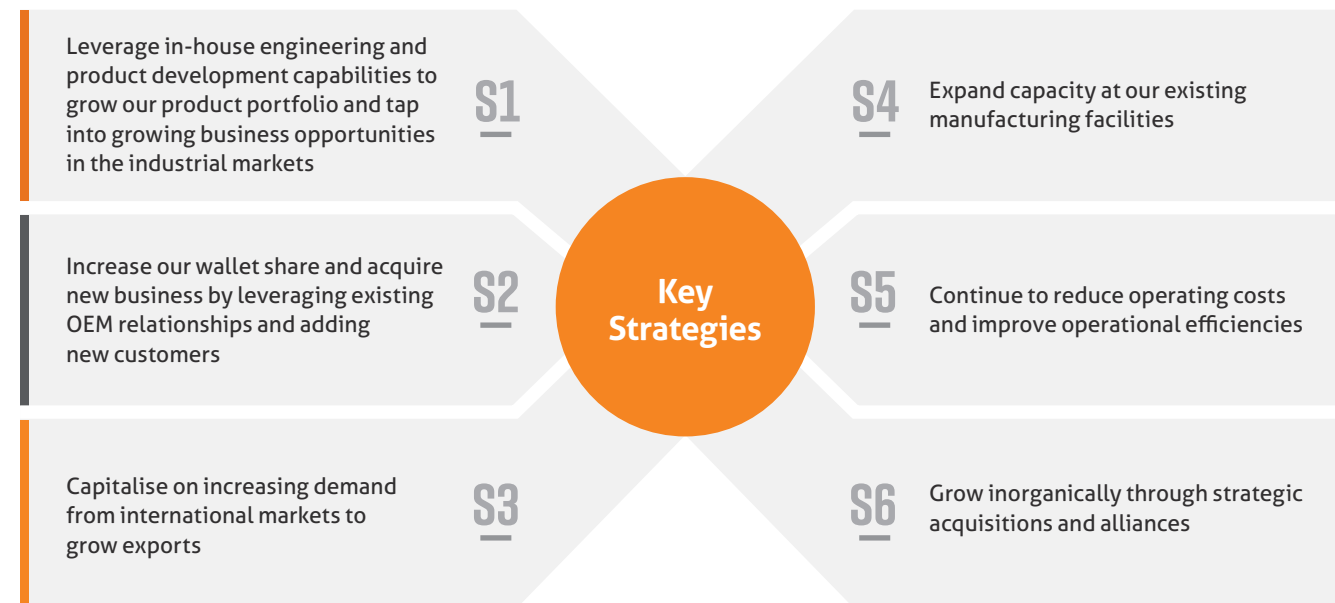 Leverage in-house engineering and
product development capabilities to
grow our product portfolio and tap
into growing business opportunities
in the industrial markets
S1
Increase our wallet share and acquire
new business by leveraging existing
OEM relationships and adding
new customers
S2
Capitalise on increasing demand
from international markets to
grow exports
S3
Key
Strategies
S4
Expand capacity at our existing
manufacturing facilities
S5
Continue to reduce operating costs
and improve operational efficiencies
S6
Grow inorganically through strategic
acquisitions and alliances